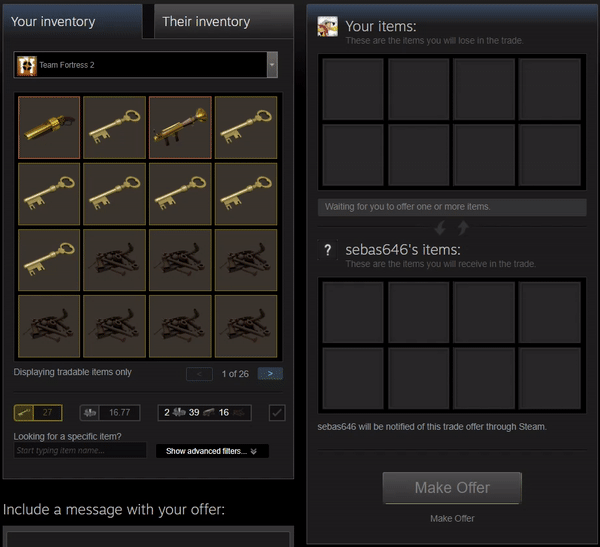 Your inventory
Their inventory
Team Fortress 2
Displaying tradable items only
<
1 of 26
>
27
16.77
2
39
16
Looking for a specific item?
Start typing item name...
Show advanced filters...
Include a message with your offer:
Your items:
These are the items you will lose in the trade.
Waiting for you to offer one or more items.
?
sebas646's items:
These are the items you will receive in the trade.
sebas646 will be notified of this trade offer through Steam.
Make Offer
Make Offer